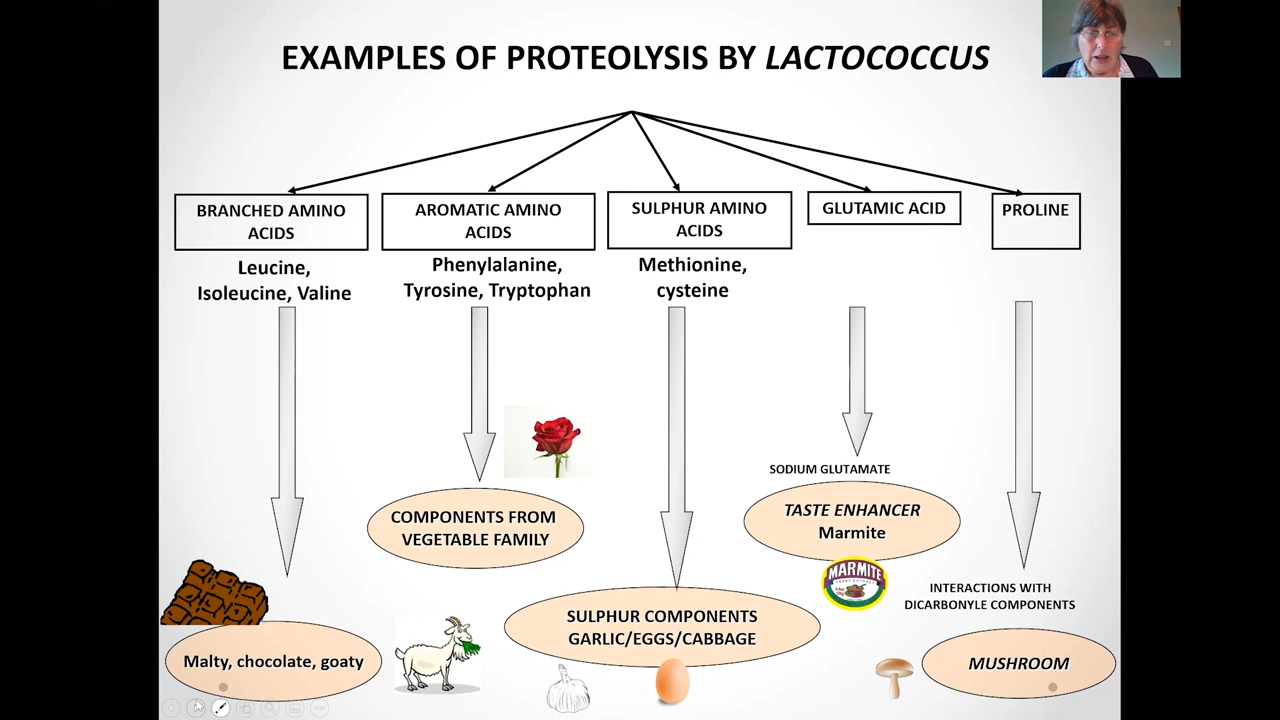 EXAMPLES OF PROTEOLYSIS BY LACTOCOCCUS
BRANCHED AMINO
ACIDS
Leucine,
Isoleucine, Valine
AROMATIC AMINO
ACIDS
Phenylalanine,
Tyrosine, Tryptophan
SULPHUR AMINO
ACIDS
Methionine,
cysteine
GLUTAMIC ACID
PROLINE
Malty, chocolate, goaty
COMPONENTS FROM
VEGETABLE FAMILY
SULPHUR COMPONENTS
GARLIC/EGGS/CABBAGE
SODIUM GLUTAMATE
TASTE ENHANCER
Marmite
MARMITE
INTERACTIONS WITH
DICARBONYLE COMPONENTS
MUSHROOM